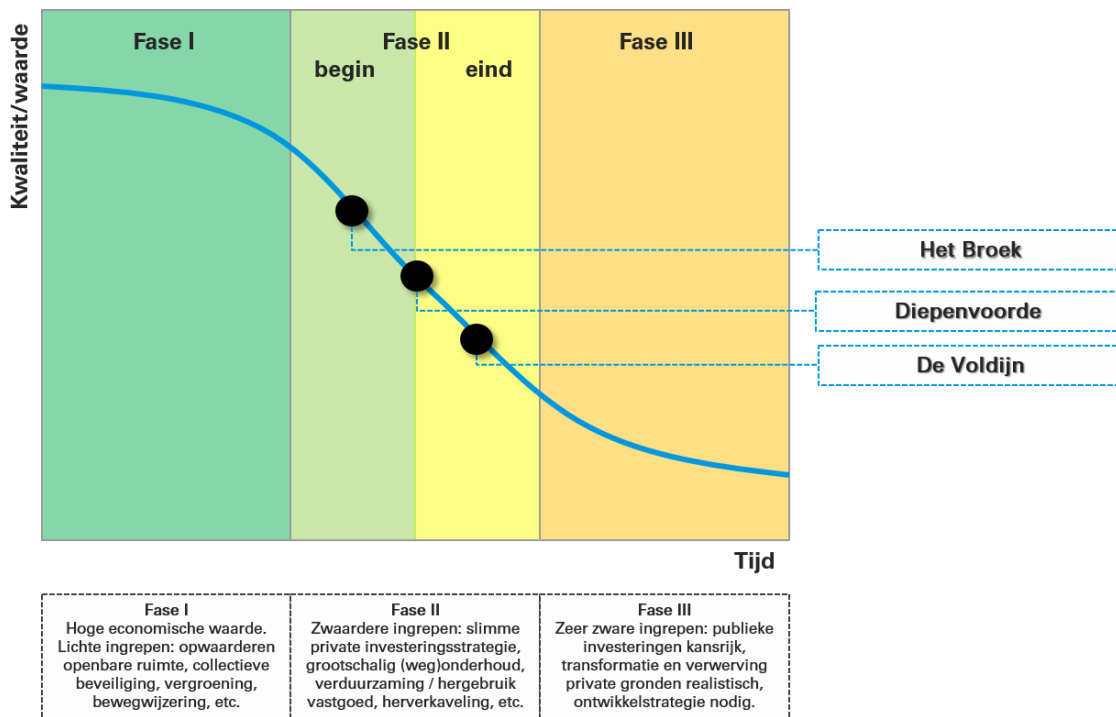 Kwaliteit/waarde
Fase I
Fase II
Fase III
begin
eind
Het Broek
Diepenvoorde
De Voldijn
Tijd
Fase I
Hoge economische waarde.
Lichte ingrepen: opwaarderen
openbare ruimte, collectieve
beveiliging, vergroening,
bewegwijzering, etc.
Fase II
Zwaardere ingrepen: slimme
private investeringsstrategie,
grootschalig (weg)onderhoud,
verduurzaming / hergebruik
vastgoed, herverkaveling, etc.
Fase III
Zeer zware ingrepen: publieke
investeringen kansrijk,
transformatie en verwerving
private gronden realistisch,
ontwikkelstrategie nodig.